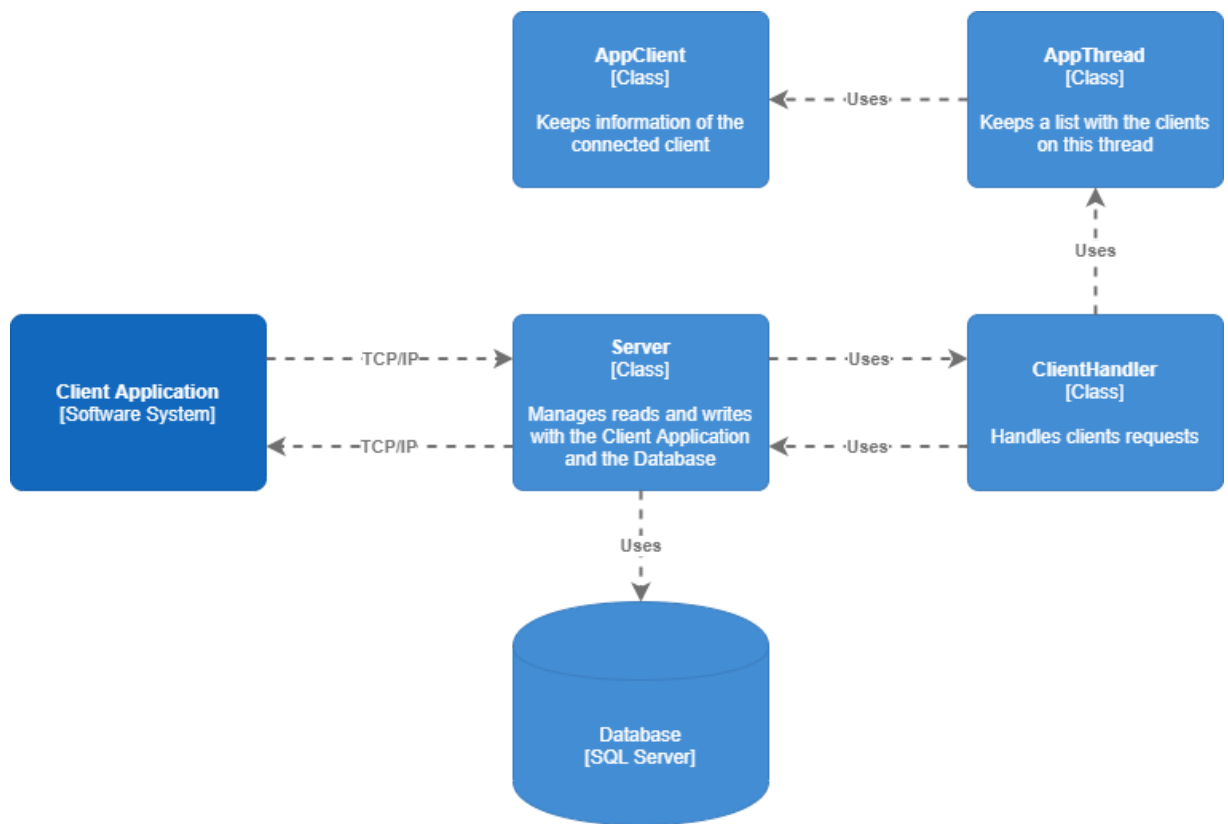 AppClient
[Class]
Keeps information of the
connected client
Uses
AppThread
[Class]
Keeps a list with the clients
on this thread
Uses
Client Application
[Software System]
TCP/IP
TCP/IP
Server
[Class]
Manages reads and writes
with the Client Application
and the Database
Uses
Uses
ClientHandler
[Class]
Handles clients requests
Uses
Database
[SQL Server]